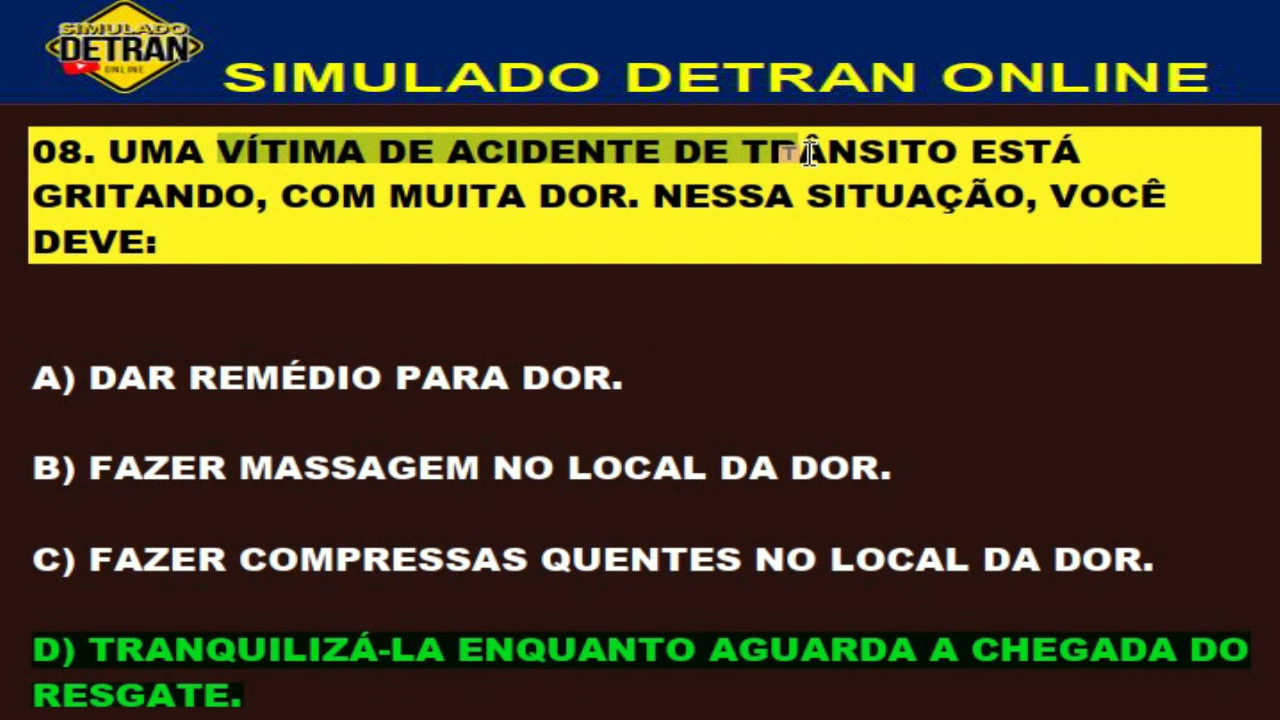 SIMULADO
DETRAN
ONLINE
SIMULADO DETRAN ONLINE
08. UMA VÍTIMA DE ACIDENTE DE TRÂNSITO ESTÁ
GRITANDO, COM MUITA DOR. NESSA SITUAÇÃO, VOCÊ
DEVE:
A) DAR REMÉDIO PARA DOR.
B) FAZER MASSAGEM NO LOCAL DA DOR.
C) FAZER COMPRESSAS QUENTES NO LOCAL DA DOR.
D) TRANQUILIZÁ-LA ENQUANTO AGUARDA A CHEGADA DO
RESGATE.